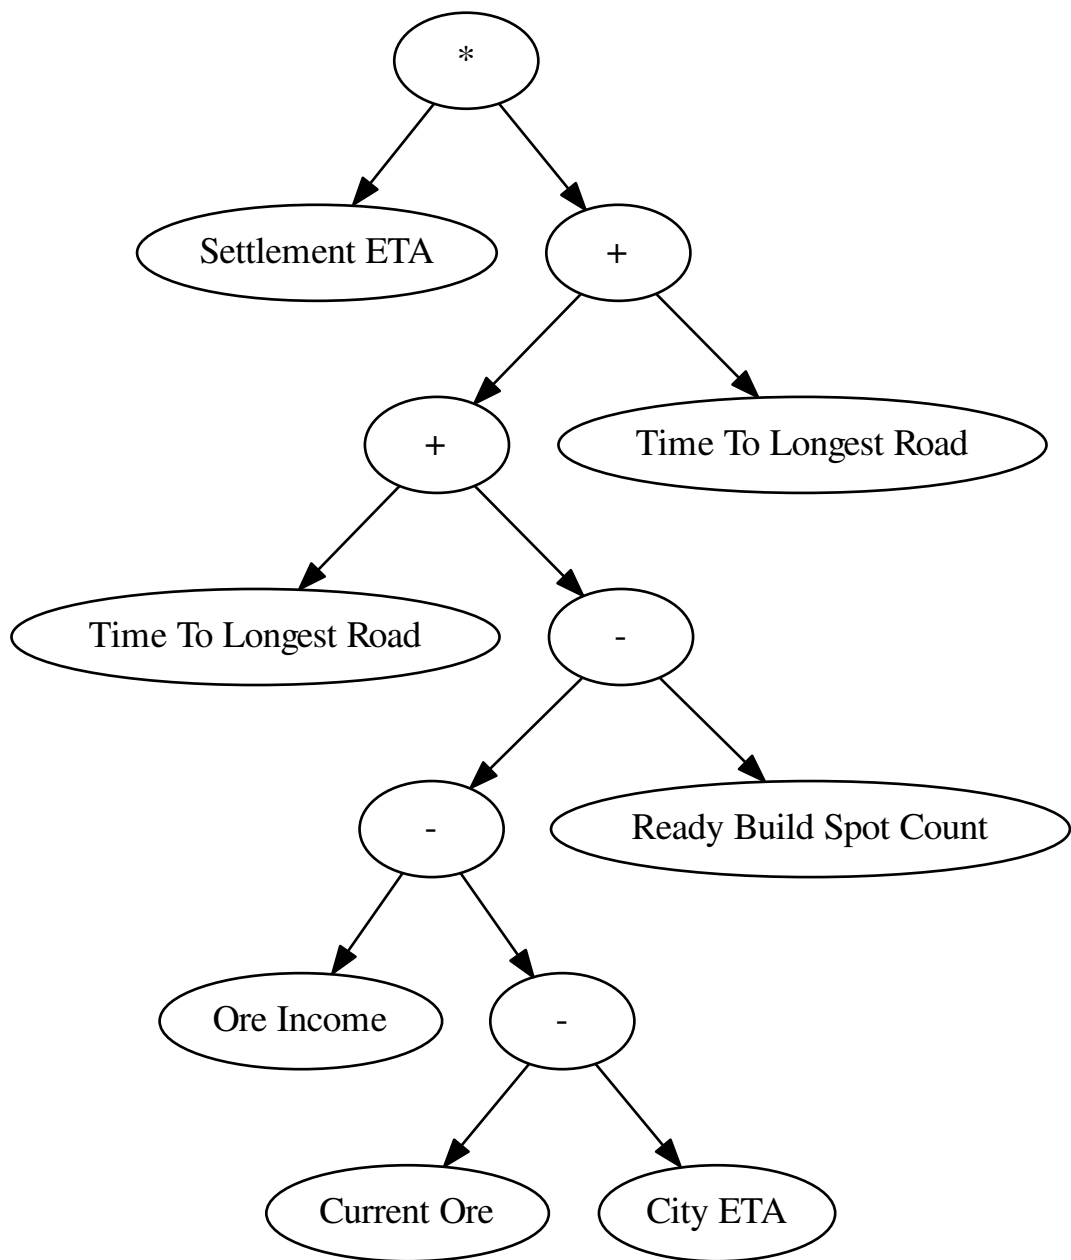 *
Settlement ETA
+
+
Time To Longest Road
Time To Longest Road
-
-
Ready Build Spot Count
Ore Income
-
Current Ore
City ETA